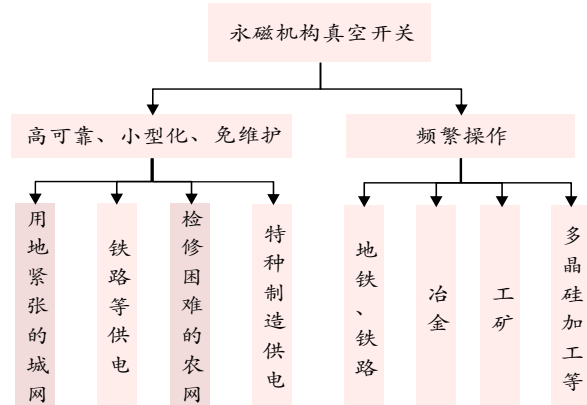 永磁机构真空开关
高可靠、小型化、免维护
频繁操作
用地紧张的城网
铁路等供电
检修困难的农网
特种制造供电
地铁、铁路
冶金
工矿
多晶硅加工等